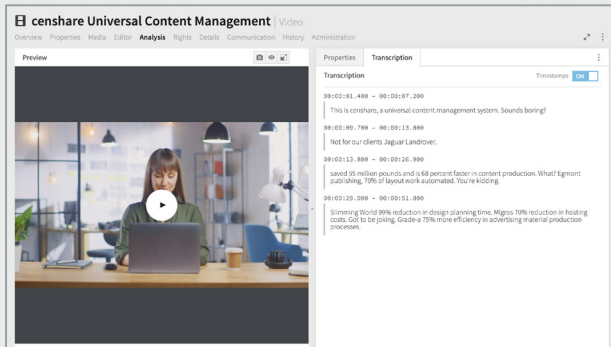 censhare Universal Content Management | Video
Overview Properties Media Editor Analysis Rights Details Communication History Administration
Preview
Properties Transcription
Transcription
Timestamps ON
00:00:01.400 - 00:00:07.200
This is censhare, a universal content management system. Sounds boring?
00:00:09.700 - 00:00:13.800
Not for our clients Jaguar Landrover,
00:00:13.800 - 00:00:26.900
saved 55 million pounds and is 68 percent faster in content production. What? Egmont
publishing, 70% of layout work automated. You're kidding.
00:00:29.000 - 00:00:51.800
Slimming World 99% reduction in design planning time. Migros 70% reduction in hosting
costs. Got to be joking. Grade-a 75% more efficiency in advertising material production
processes.